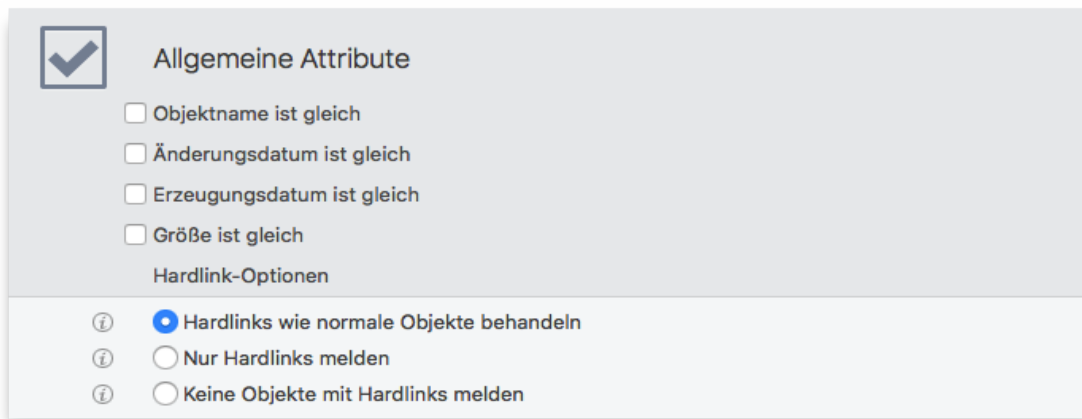 Allgemeine Attribute
Objektname ist gleich
Änderungsdatum ist gleich
Erzeugungsdatum ist gleich
Größe ist gleich
Hardlink-Optionen
i Hardlinks wie normale Objekte behandeln
i Nur Hardlinks melden
i Keine Objekte mit Hardlinks melden